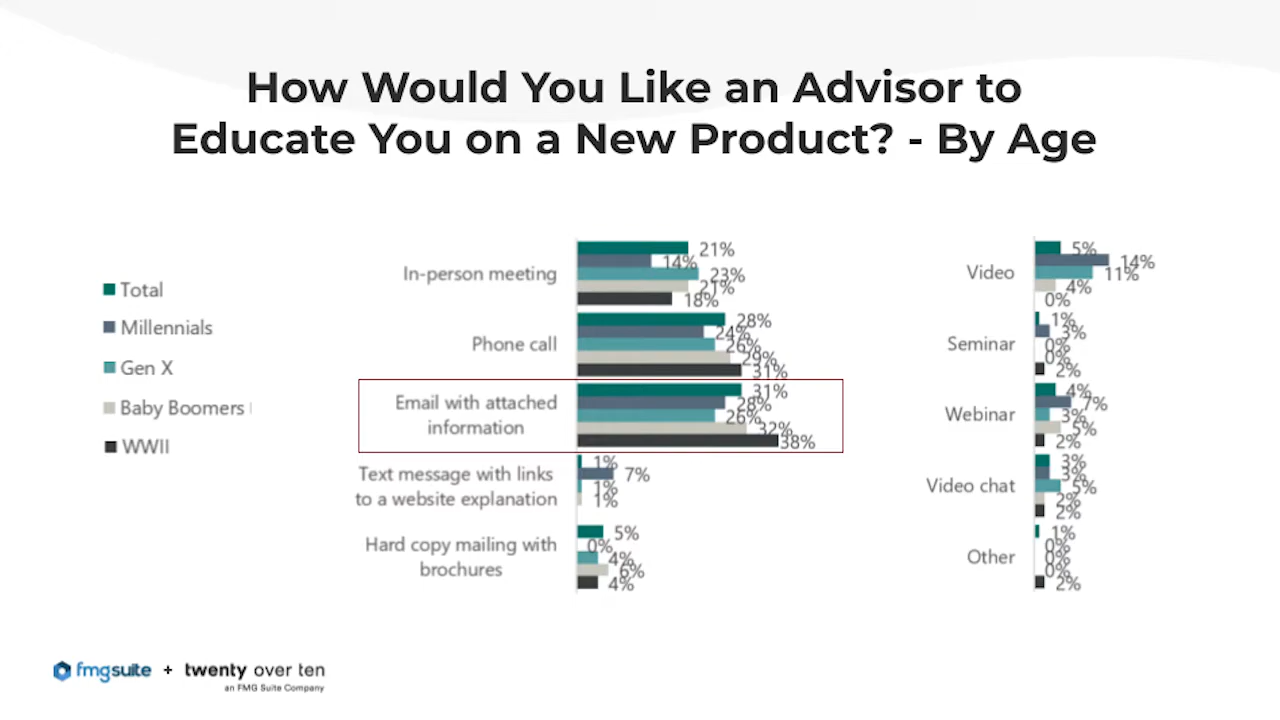 How Would You Like an Advisor to
Educate You on a New Product? - By Age
Total
Millennials
Gen X
Baby Boomers
WWII
In-person meeting
21%
14%
23%
21%
18%
Phone call
28%
24%
26%
29%
31%
Email with attached
information
31%
28%
26%
32%
38%
Text message with links
to a website explanation
1%
7%
1%
1%
Hard copy mailing with
brochures
5%
0%
4%
6%
4%
Video
5%
14%
11%
4%
0%
Seminar
1%
3%
0%
0%
2%
Webinar
4%
7%
3%
5%
2%
Video chat
3%
3%
5%
2%
2%
Other
1%
0%
0%
0%
2%
fmgsuite + twenty over ten
an FMG Suite Company